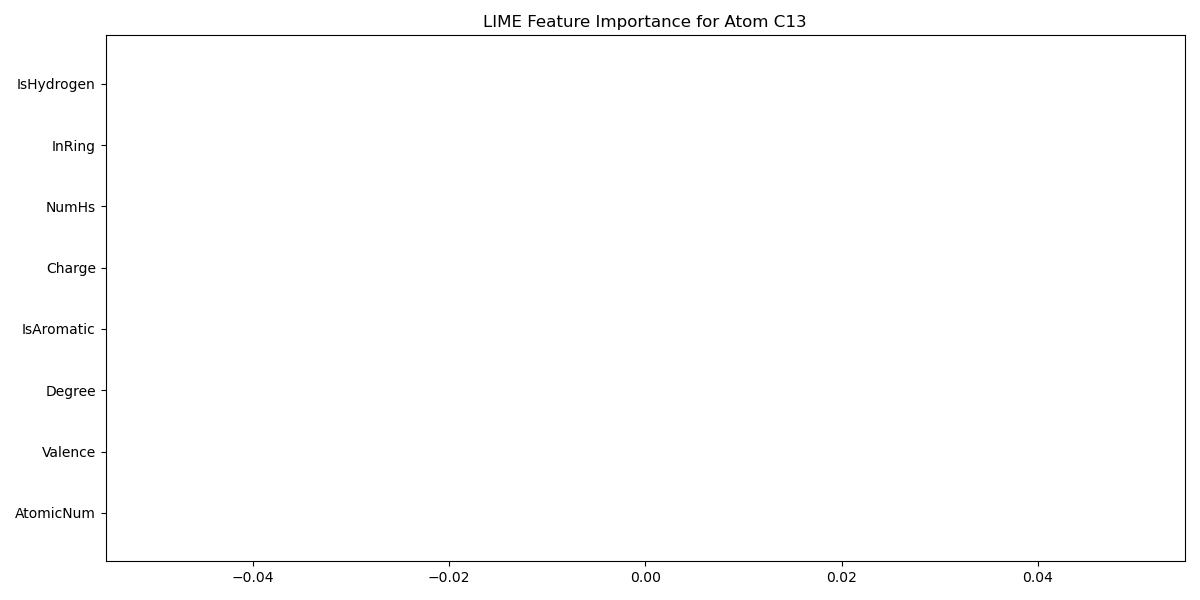 LIME Feature Importance for Atom C13
IsHydrogen
InRing
NumHs
Charge
IsAromatic
Degree
Valence
AtomicNum
−0.04
−0.02
0.00
0.02
0.04